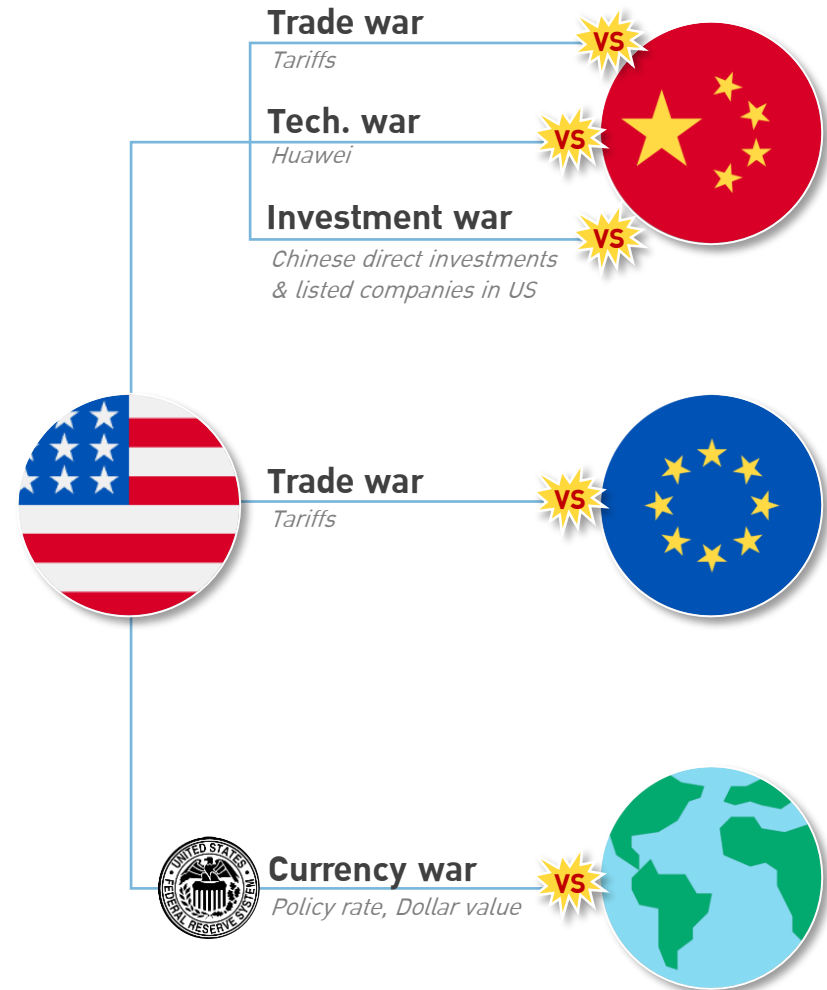 Trade war
VS
Tariffs
Tech. war
VS
Huawei
Investment war
VS
Chinese direct investments
& listed companies in US
Trade war
VS
Tariffs
UNITED STATES
FEDERAL RESERVE SYSTEM
Currency war
VS
Policy rate, Dollar value